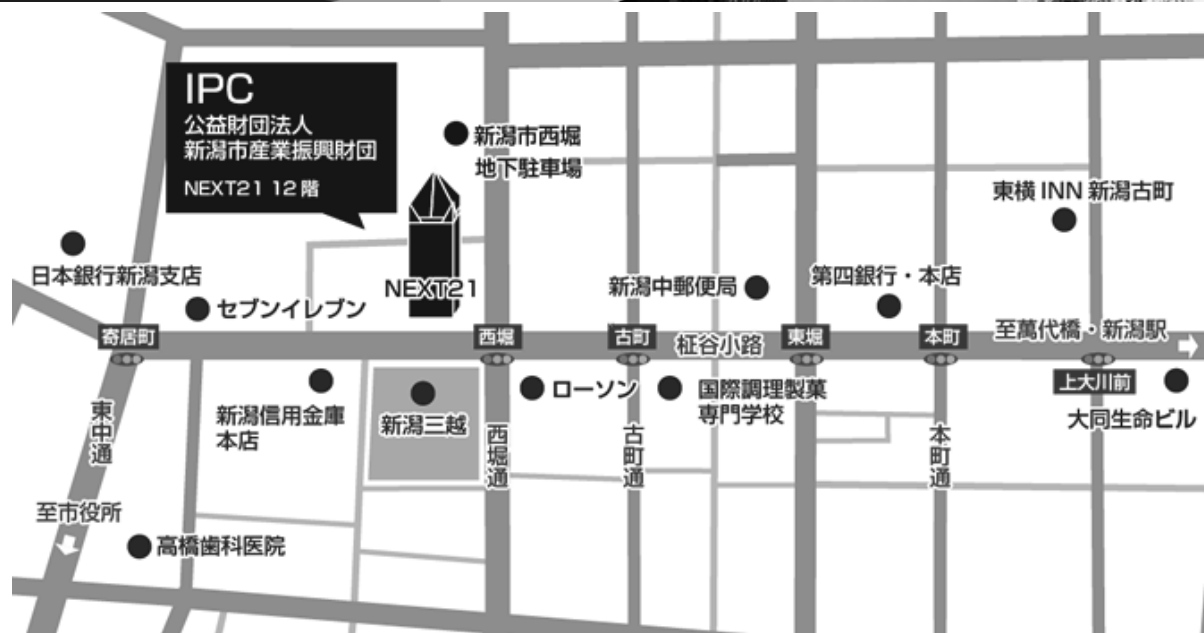 IPC
公益財団法人
新潟市産業振興財団
NEXT21 12階
新潟市西堀
地下駐車場
東横INN新潟古町
日本銀行新潟支店
セブンイレブン
NEXT21
新潟中郵便局
第四銀行・本店
寄居町
西堀
古町
柾谷小路
東堀
本町
至萬代橋・新潟駅
上大川前
新潟信用金庫
本店
新潟三越
ローソン
国際調理製菓
専門学校
大同生命ビル
東中通
西堀通
古町通
本町通
至市役所
高橋歯科医院